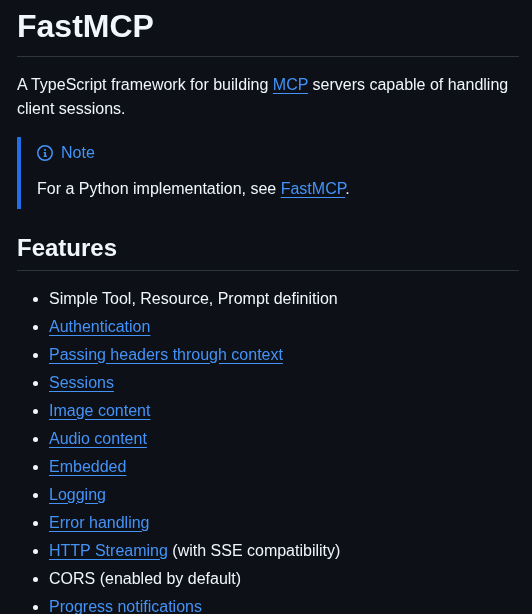 FastMCP
A TypeScript framework for building MCP servers capable of handling
client sessions.
Note
For a Python implementation, see FastMCP.
Features
Simple Tool, Resource, Prompt definition
Authentication
Passing headers through context
Sessions
Image content
Audio content
Embedded
Logging
Error handling
HTTP Streaming (with SSE compatibility)
CORS (enabled by default)
Progress notifications